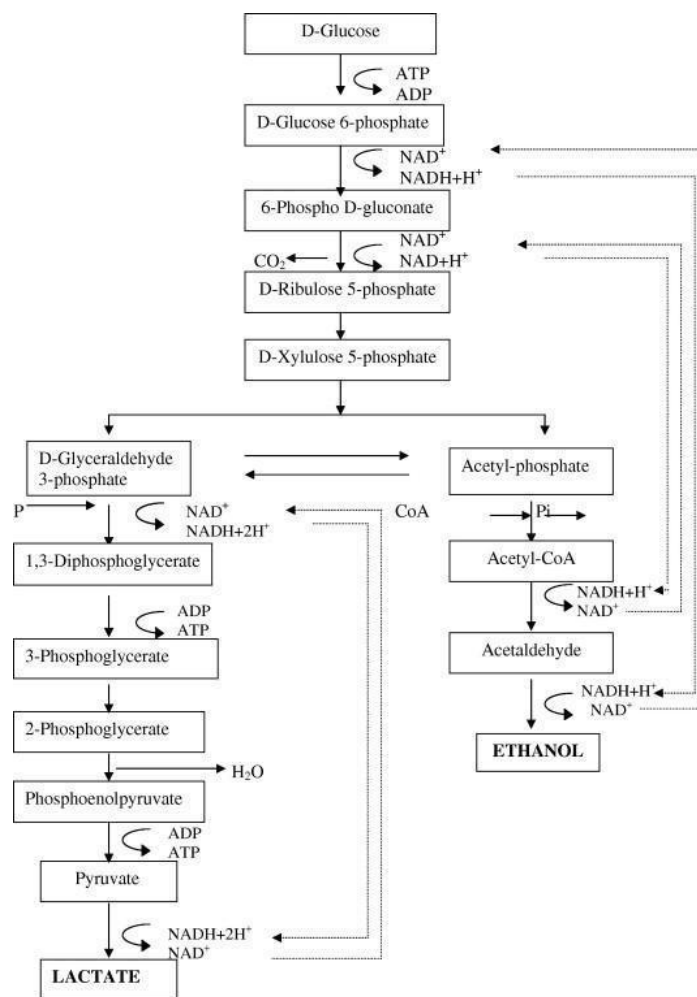 D-Glucose
ATP
ADP
D-Glucose 6-phosphate
NAD⁺
NADH+H⁺
6-Phospho D-gluconate
NAD⁺
CO₂
NAD+H⁺
D-Ribulose 5-phosphate
D-Xylulose 5-phosphate
D-Glyceraldehyde
3-phosphate
Acetyl-phosphate
P
NAD⁺
NADH+2H⁺
CoA
Pi
1,3-Diphosphoglycerate
Acetyl-CoA
NADH+H⁺
NAD⁺
ADP
ATP
3-Phosphoglycerate
Acetaldehyde
NADH+H⁺
NAD⁺
2-Phosphoglycerate
ETHANOL
H₂O
Phosphoenolpyruvate
ADP
ATP
Pyruvate
NADH+2H⁺
NAD⁺
LACTATE